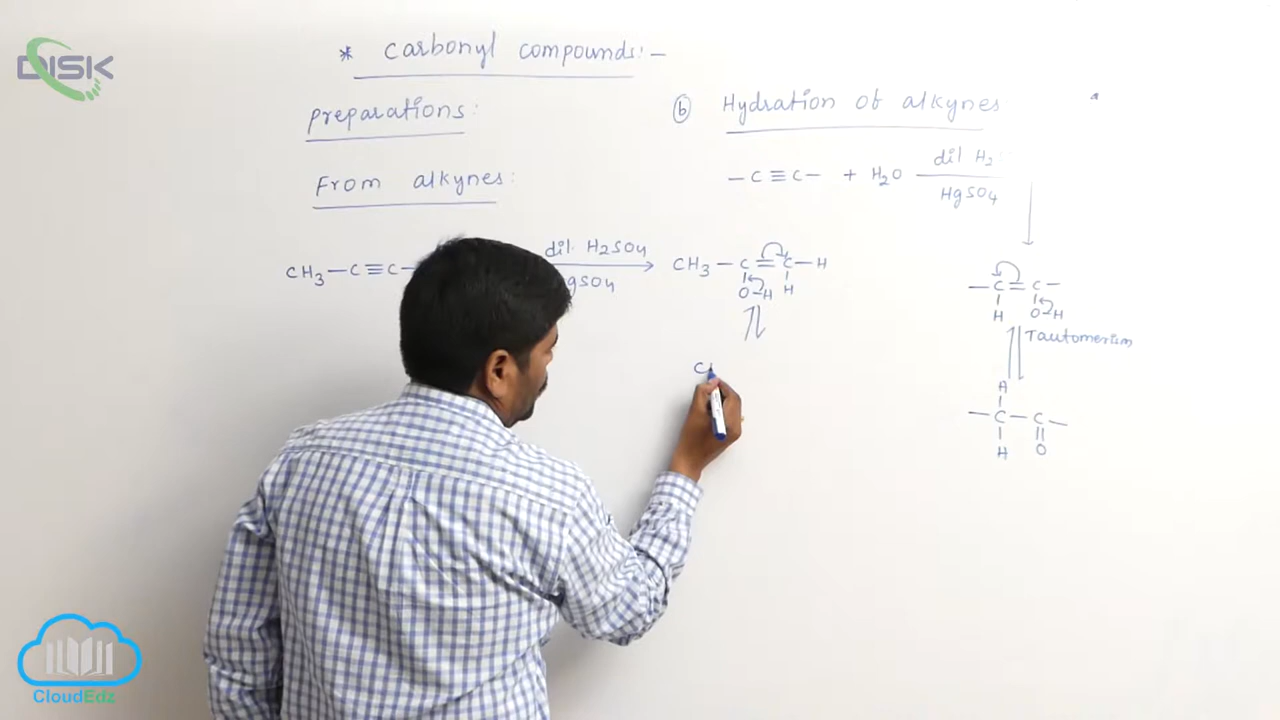 DISK
* Carbonyl compounds:-
preparations:
From alkynes:
CH3-C≡C-
dil. H2SO4
HgSO4
CH3-C=C-H
O-H H
C
(b) Hydration of alkynes
-C≡C- + H2O
dil H2
HgSO4
-C=C-
H O-H
Tautomerism
H
-C-C-
H O
CloudEdz